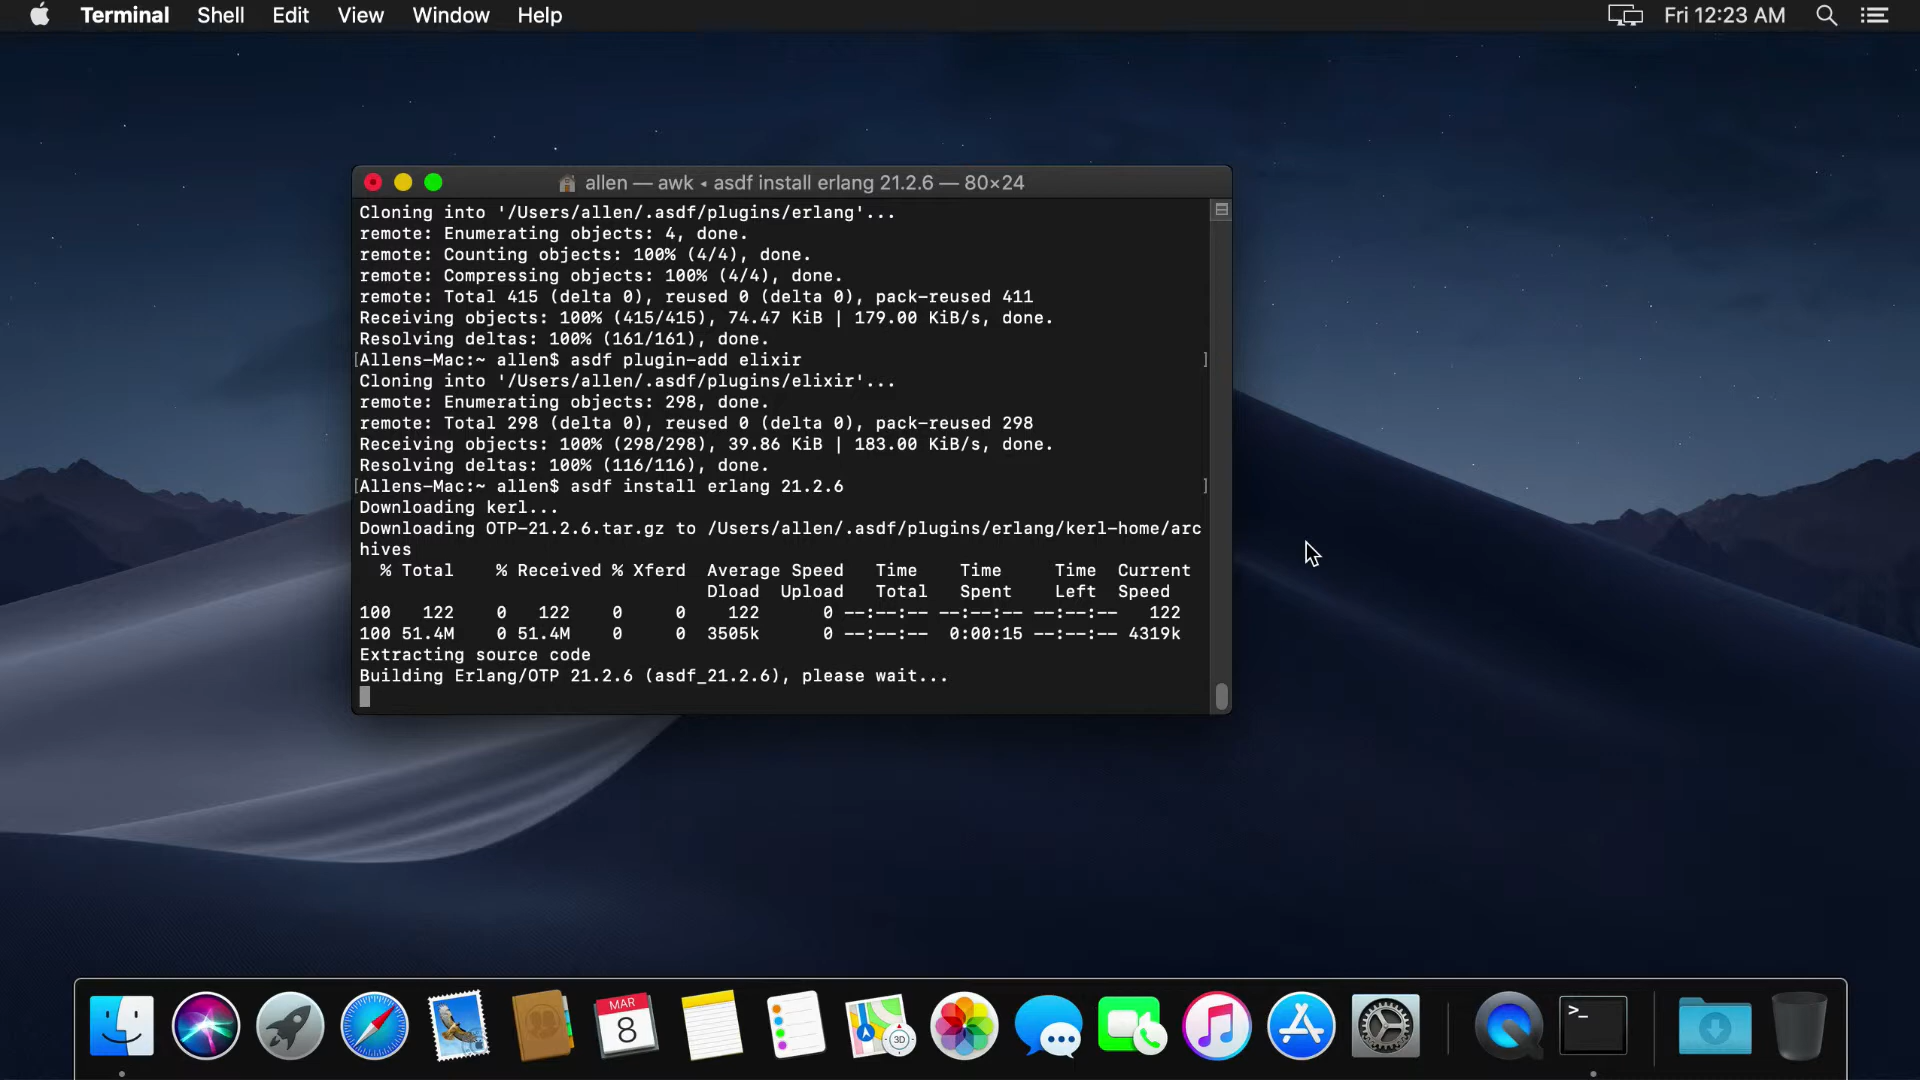 Terminal Shell Edit View Window Help Fri 12:23 AM
allen — awk ◂ asdf install erlang 21.2.6 — 80×24
Cloning into '/Users/allen/.asdf/plugins/erlang'...
remote: Enumerating objects: 4, done.
remote: Counting objects: 100% (4/4), done.
remote: Compressing objects: 100% (4/4), done.
remote: Total 415 (delta 0), reused 0 (delta 0), pack-reused 411
Receiving objects: 100% (415/415), 74.47 KiB | 179.00 KiB/s, done.
Resolving deltas: 100% (161/161), done.
[Allens-Mac:~ allen$ asdf plugin-add elixir ]
Cloning into '/Users/allen/.asdf/plugins/elixir'...
remote: Enumerating objects: 298, done.
remote: Total 298 (delta 0), reused 0 (delta 0), pack-reused 298
Receiving objects: 100% (298/298), 39.86 KiB | 183.00 KiB/s, done.
Resolving deltas: 100% (116/116), done.
[Allens-Mac:~ allen$ asdf install erlang 21.2.6 ]
Downloading kerl...
Downloading OTP-21.2.6.tar.gz to /Users/allen/.asdf/plugins/erlang/kerl-home/arc
hives
% Total % Received % Xferd Average Speed Time Time Time Current
Dload Upload Total Spent Left Speed
100 122 0 122 0 0 122 0 --:--:-- --:--:-- --:--:-- 122
100 51.4M 0 51.4M 0 0 3505k 0 --:--:-- 0:00:15 --:--:-- 4319k
Extracting source code
Building Erlang/OTP 21.2.6 (asdf_21.2.6), please wait...
MAR
8
3D
>_